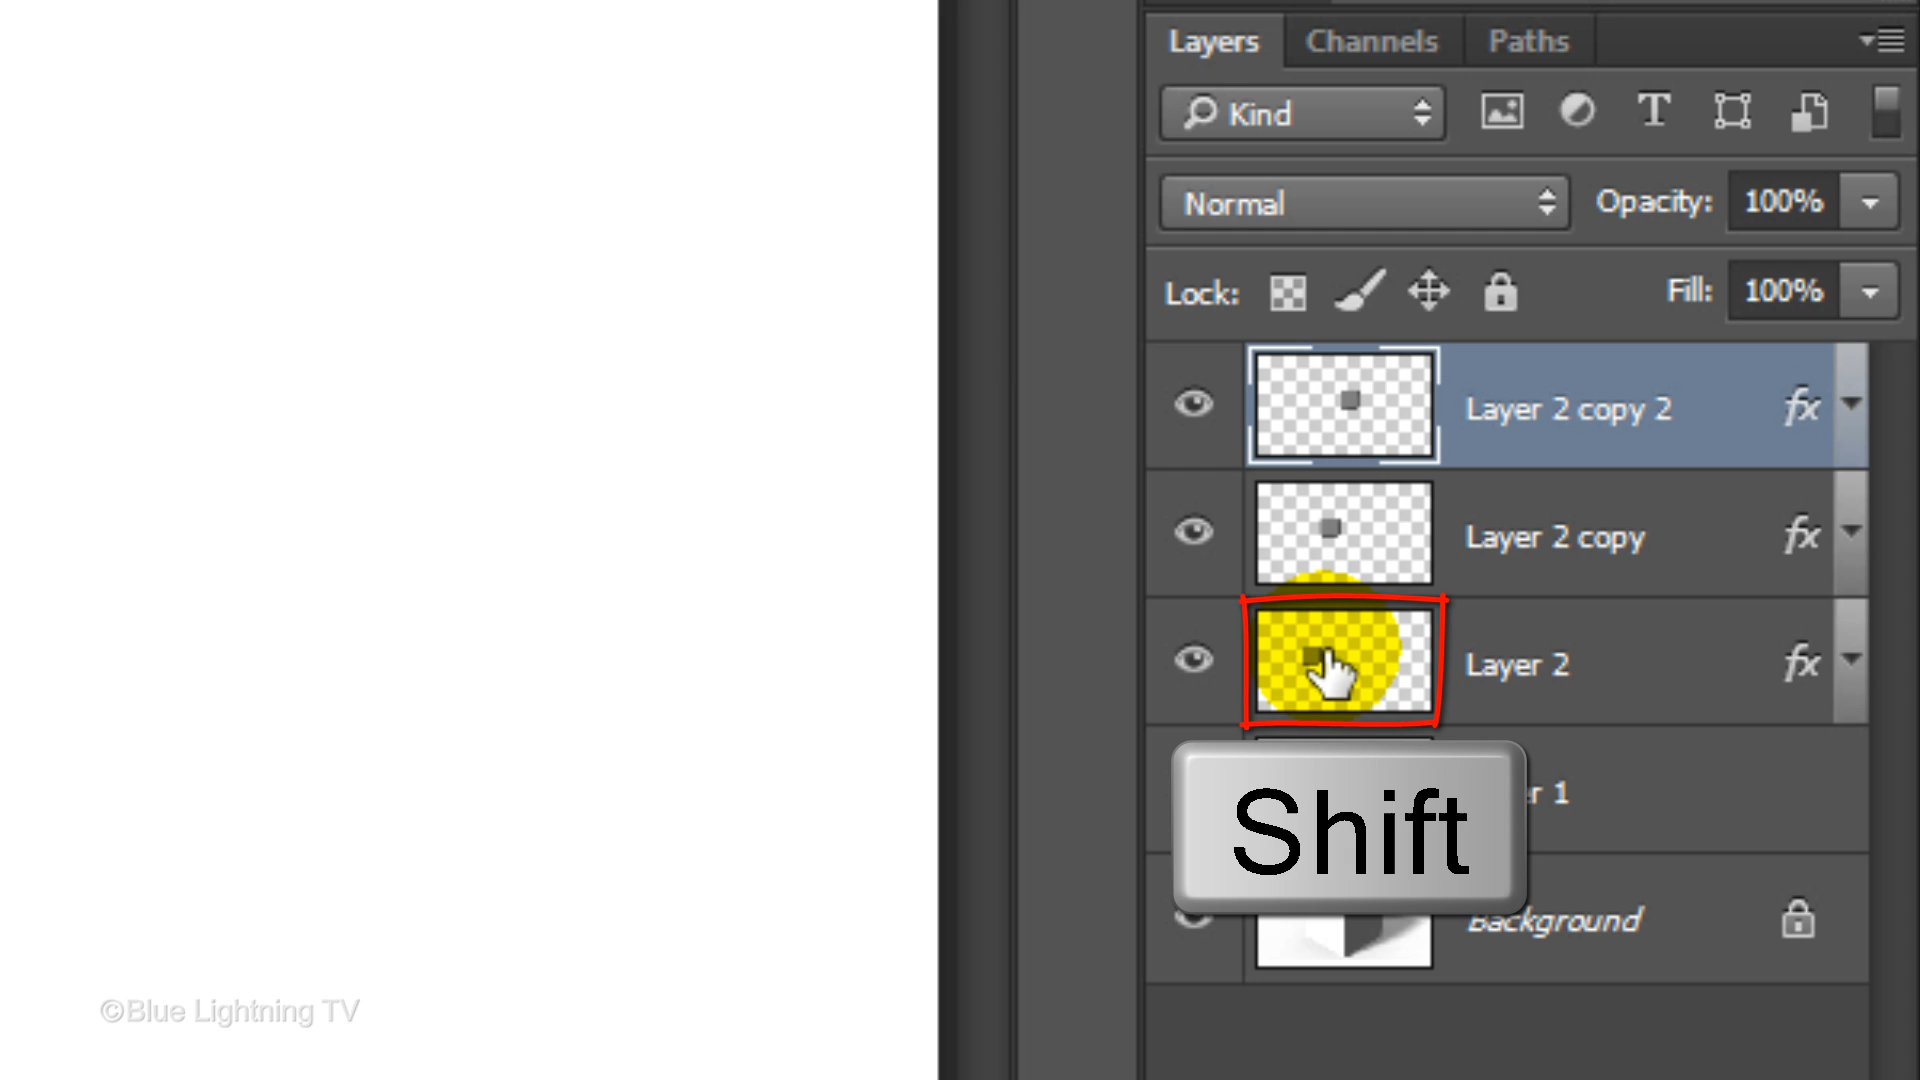 Layers Channels Paths
Kind T
Normal Opacity: 100%
Lock: Fill: 100%
Layer 2 copy 2 fx
Layer 2 copy fx
Layer 2 fx
r 1
Shift
Background
©Blue Lightning TV